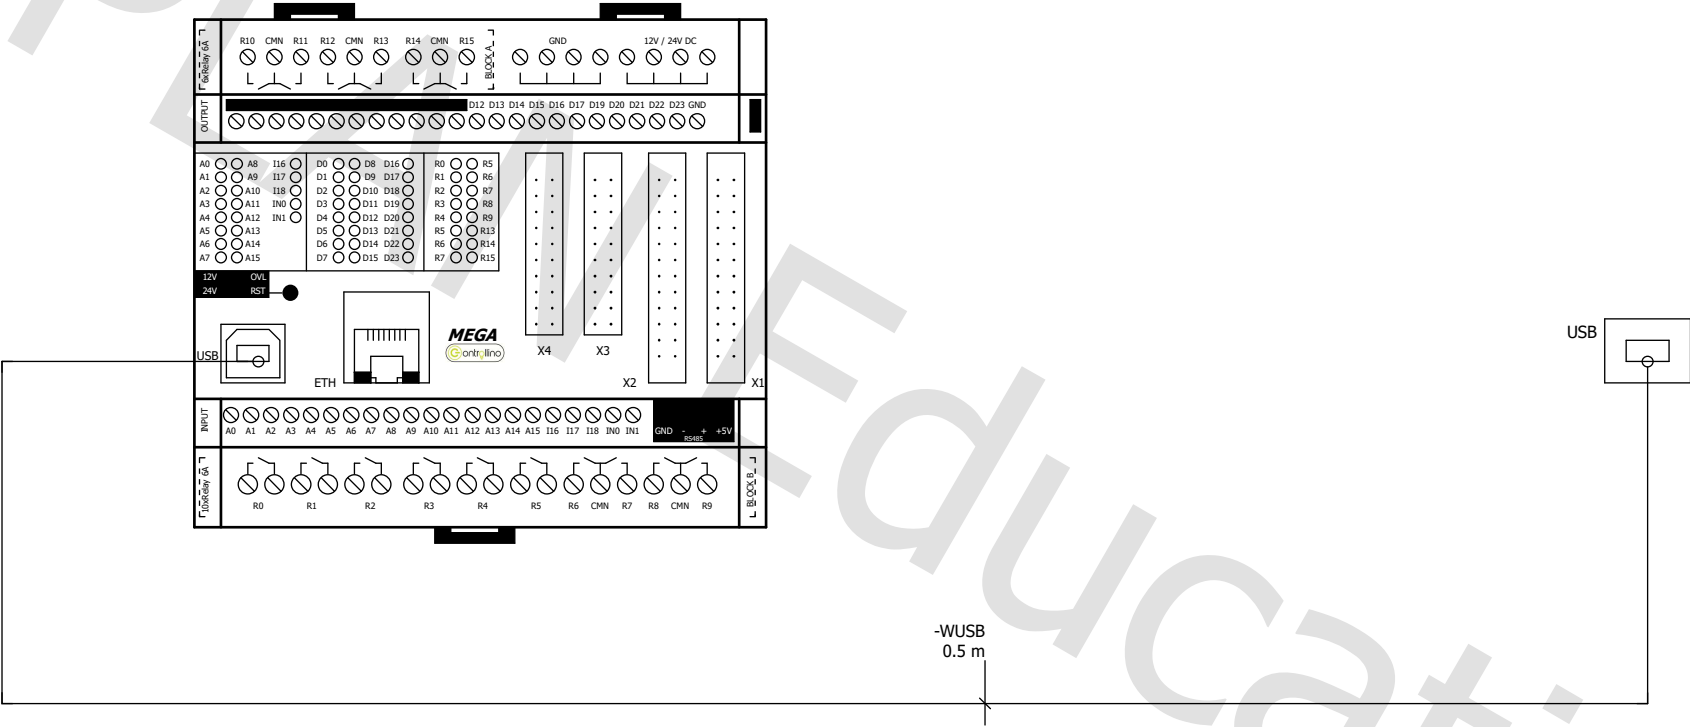 R10 CMN R11 R12 CMN R13 R14 CMN R15 GND 12V / 24V DC
6xRelay 6A
BLOCK A
OUTPUT
D12 D13 D14 D15 D16 D17 D19 D20 D21 D22 D23 GND
A0 A8 I16 D0 D8 D16 R0 R5
A1 A9 I17 D1 D9 D17 R1 R6
A2 A10 I18 D2 D10 D18 R2 R7
A3 A11 IN0 D3 D11 D19 R3 R8
A4 A12 IN1 D4 D12 D20 R4 R9
A5 A13 D5 D13 D21 R5 R13
A6 A14 D6 D14 D22 R6 R14
A7 A15 D7 D15 D23 R7 R15
12V OVL
24V RST
USB
ETH
MEGA
Controllino
X4 X3
X2 X1
USB
INPUT
A0 A1 A2 A3 A4 A5 A6 A7 A8 A9 A10 A11 A12 A13 A14 A15 I16 I17 I18 IN0 IN1 GND - + +5V
RS485
10xRelay 6A
BLOCK B
R0 R1 R2 R3 R4 R5 R6 CMN R7 R8 CMN R9
-WUSB
0.5 m
PLAN Educati